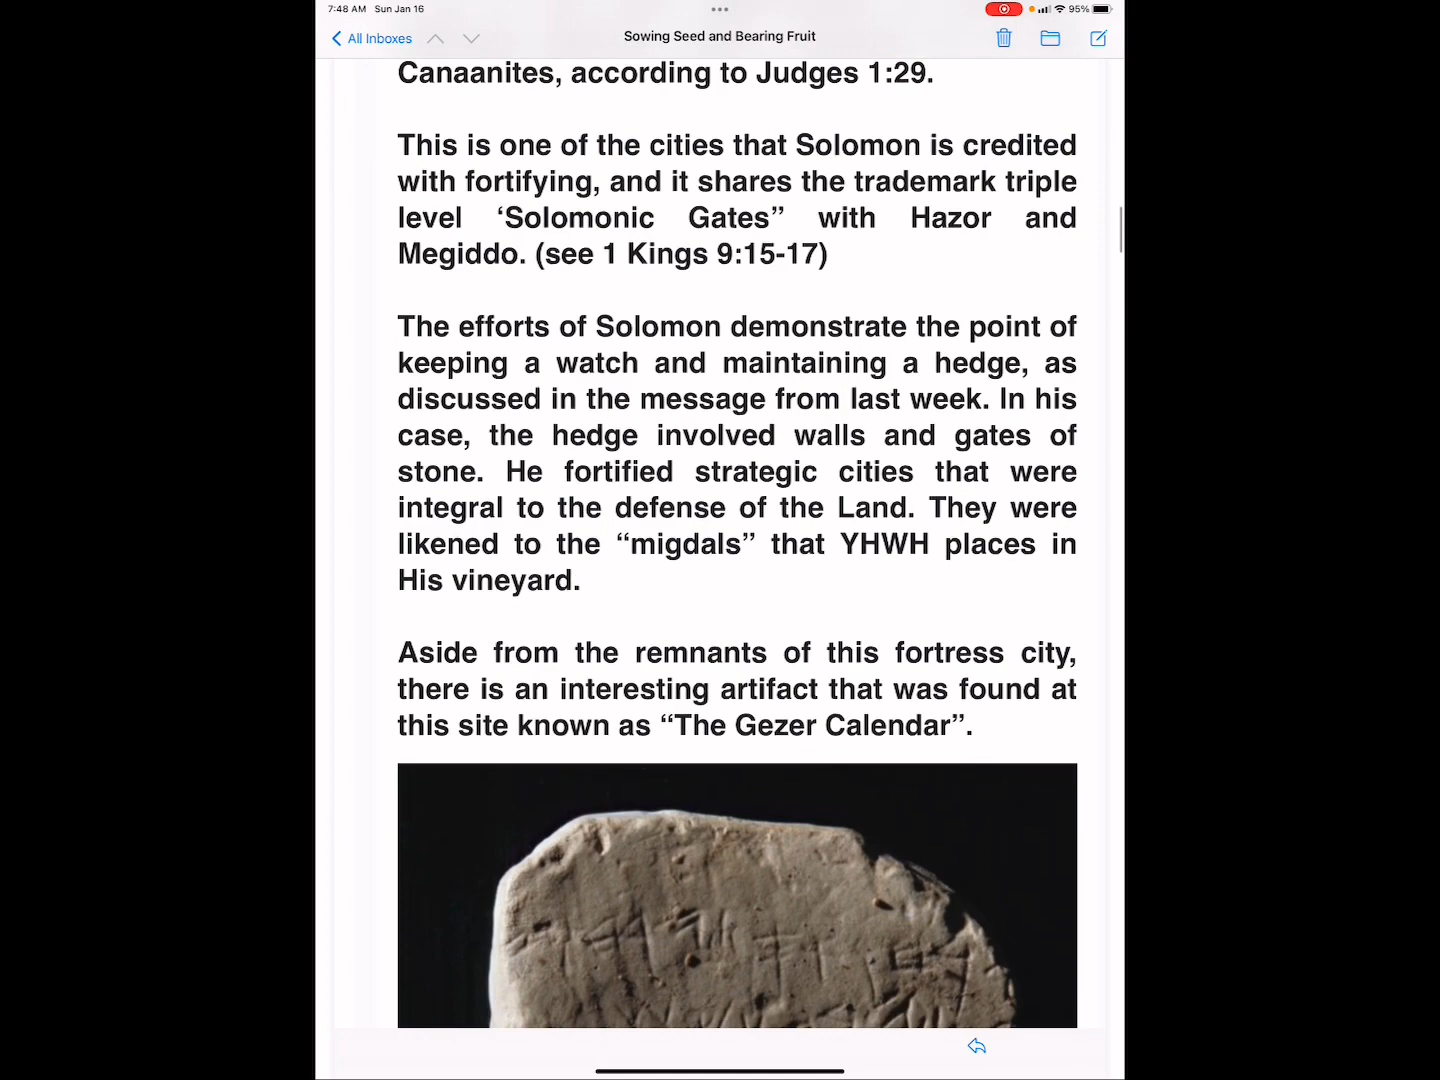 7:48 AM Sun Jan 16
95%
All Inboxes
Sowing Seed and Bearing Fruit
Canaanites, according to Judges 1:29.
This is one of the cities that Solomon is credited
with fortifying, and it shares the trademark triple
level ‘Solomonic Gates” with Hazor and
Megiddo. (see 1 Kings 9:15-17)
The efforts of Solomon demonstrate the point of
keeping a watch and maintaining a hedge, as
discussed in the message from last week. In his
case, the hedge involved walls and gates of
stone. He fortified strategic cities that were
integral to the defense of the Land. They were
likened to the “migdals” that YHWH places in
His vineyard.
Aside from the remnants of this fortress city,
there is an interesting artifact that was found at
this site known as “The Gezer Calendar”.